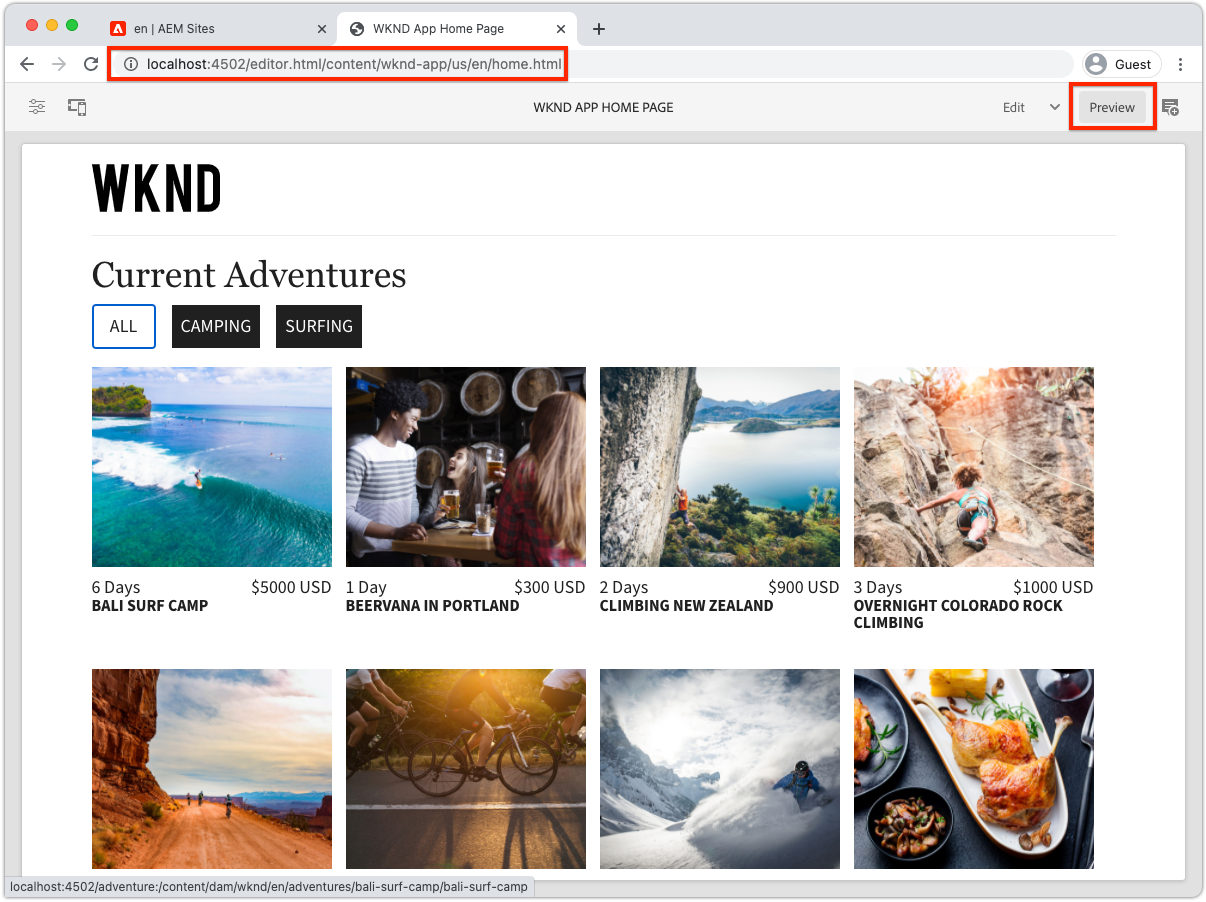 en | AEM Sites
WKND App Home Page
localhost:4502/editor.html/content/wknd-app/us/en/home.html
Guest
WKND APP HOME PAGE
Edit
Preview
WKND
Current Adventures
ALL
CAMPING
SURFING
6 Days $5000 USD
BALI SURF CAMP
1 Day $300 USD
BEERVANA IN PORTLAND
2 Days $900 USD
CLIMBING NEW ZEALAND
3 Days $1000 USD
OVERNIGHT COLORADO ROCK
CLIMBING
localhost:4502/adventure:/content/dam/wknd/en/adventures/bali-surf-camp/bali-surf-camp